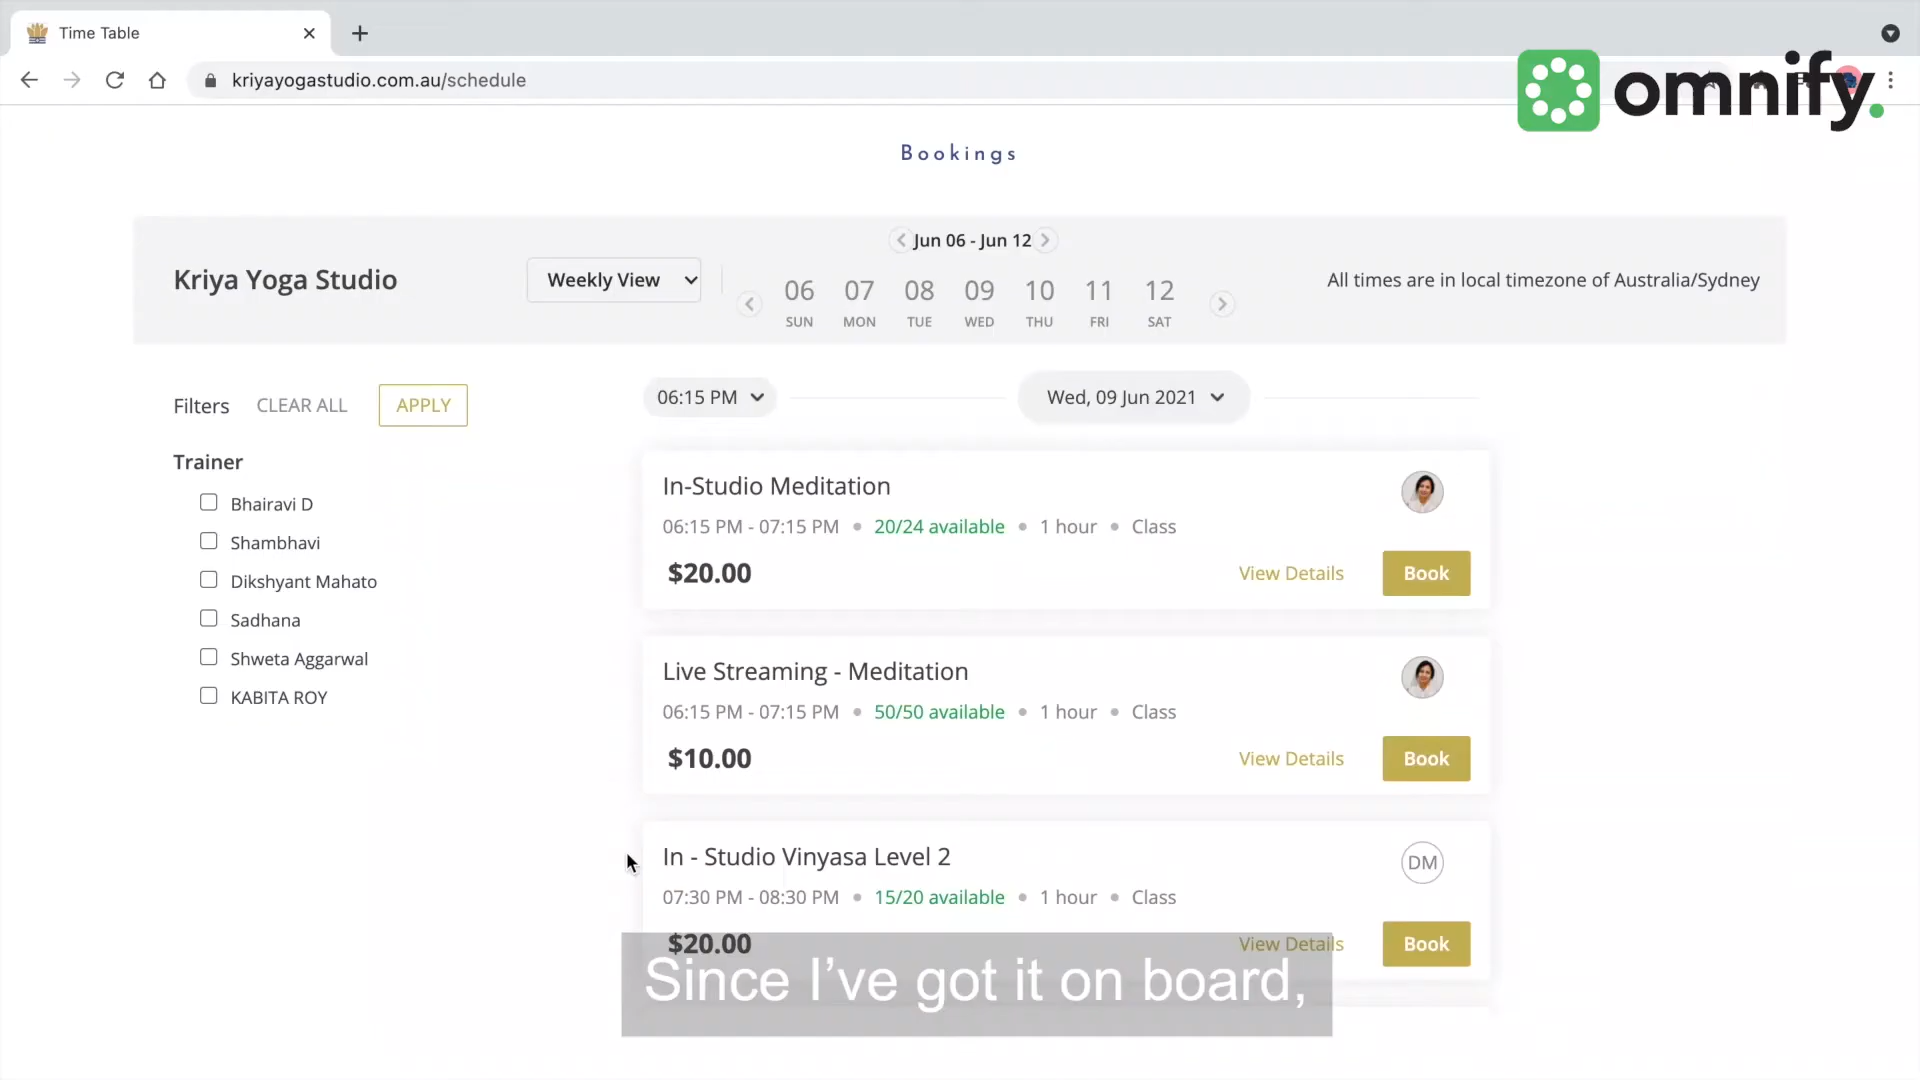 Time Table
kriyayogastudio.com.au/schedule
omnify.
Bookings
Kriya Yoga Studio
Weekly View
Jun 06 - Jun 12
06 07 08 09 10 11 12
SUN MON TUE WED THU FRI SAT
All times are in local timezone of Australia/Sydney
Filters CLEAR ALL APPLY
Trainer
Bhairavi D
Shambhavi
Dikshyant Mahato
Sadhana
Shweta Aggarwal
KABITA ROY
06:15 PM Wed, 09 Jun 2021
In-Studio Meditation
06:15 PM - 07:15 PM • 20/24 available • 1 hour • Class
$20.00 View Details Book
Live Streaming - Meditation
06:15 PM - 07:15 PM • 50/50 available • 1 hour • Class
$10.00 View Details Book
In - Studio Vinyasa Level 2 DM
07:30 PM - 08:30 PM • 15/20 available • 1 hour • Class
$20.00 View Details Book
Since I’ve got it on board,